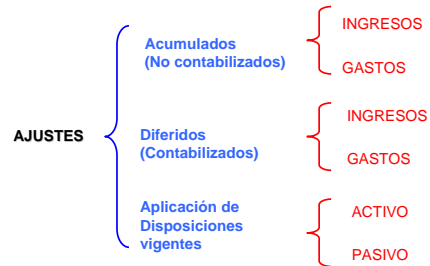 AJUSTES
Acumulados
(No contabilizados)
INGRESOS
GASTOS
Diferidos
(Contabilizados)
INGRESOS
GASTOS
Aplicación de
Disposiciones
vigentes
ACTIVO
PASIVO